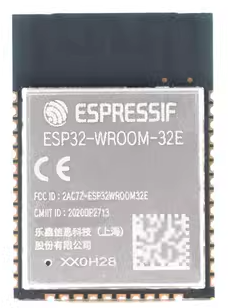 ESPRESSIF
ESP32-WROOM-32E
CE
FCC ID : 2AC7Z-ESP32WROOM32E
CMIIT ID : 2020DP2713
乐鑫信息科技 (上海)
股份有限公司
XX0H28